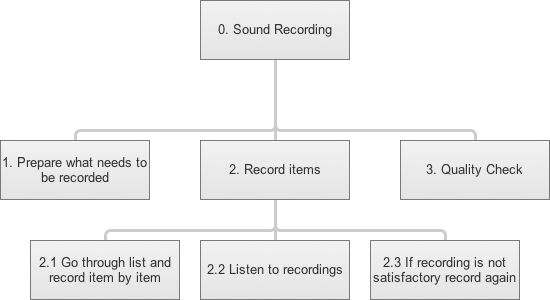 0. Sound Recording
1. Prepare what needs to
be recorded
2. Record items
3. Quality Check
2.1 Go through list and
record item by item
2.2 Listen to recordings
2.3 If recording is not
satisfactory record again